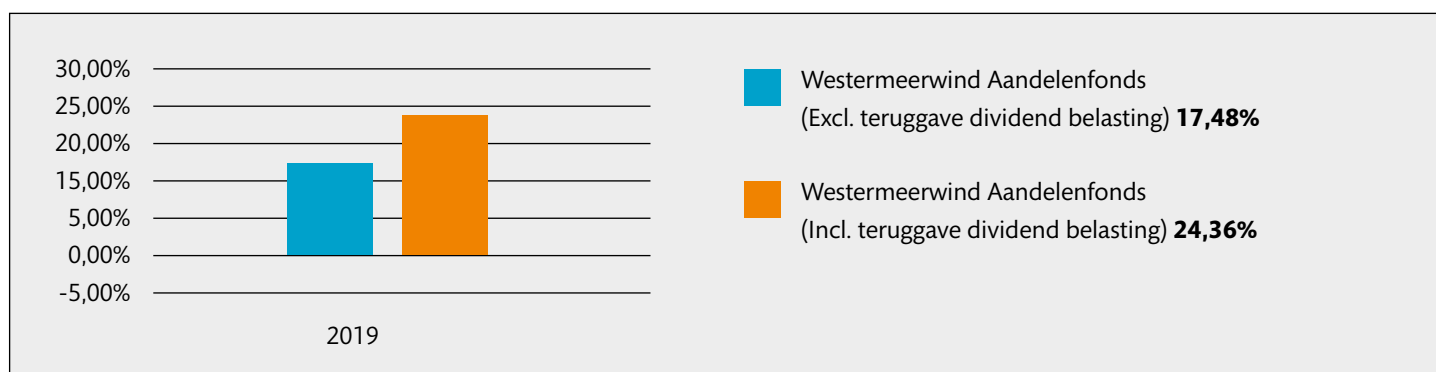 30,00%
25,00%
20,00%
15,00%
5,00%
0,00%
-5,00%
2019
Westermeerwind Aandelenfonds
(Excl. teruggave dividend belasting) 17,48%
Westermeerwind Aandelenfonds
(Incl. teruggave dividend belasting) 24,36%